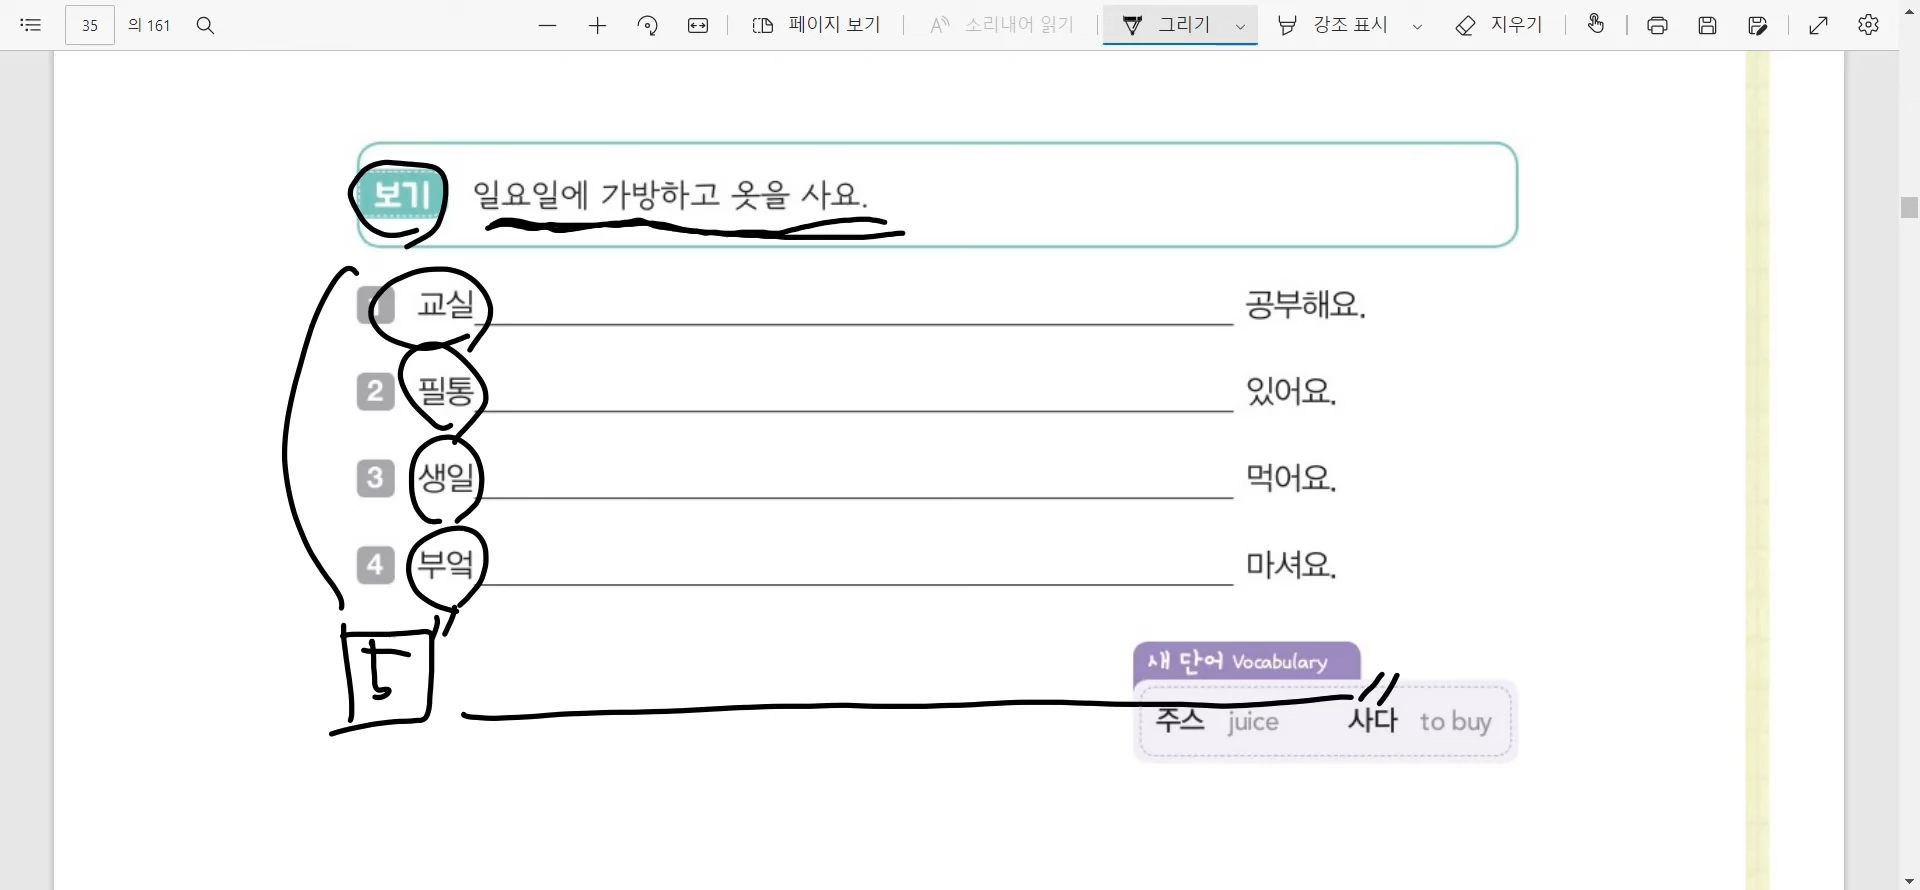 35 의 161 페이지 보기 소리내어 읽기 그리기 강조 표시 지우기
보기 일요일에 가방하고 옷을 사요.
1 교실 공부해요.
2 필통 있어요.
3 생일 먹어요.
4 부엌 마셔요.
새 단어 Vocabulary
주스 juice 사다 to buy